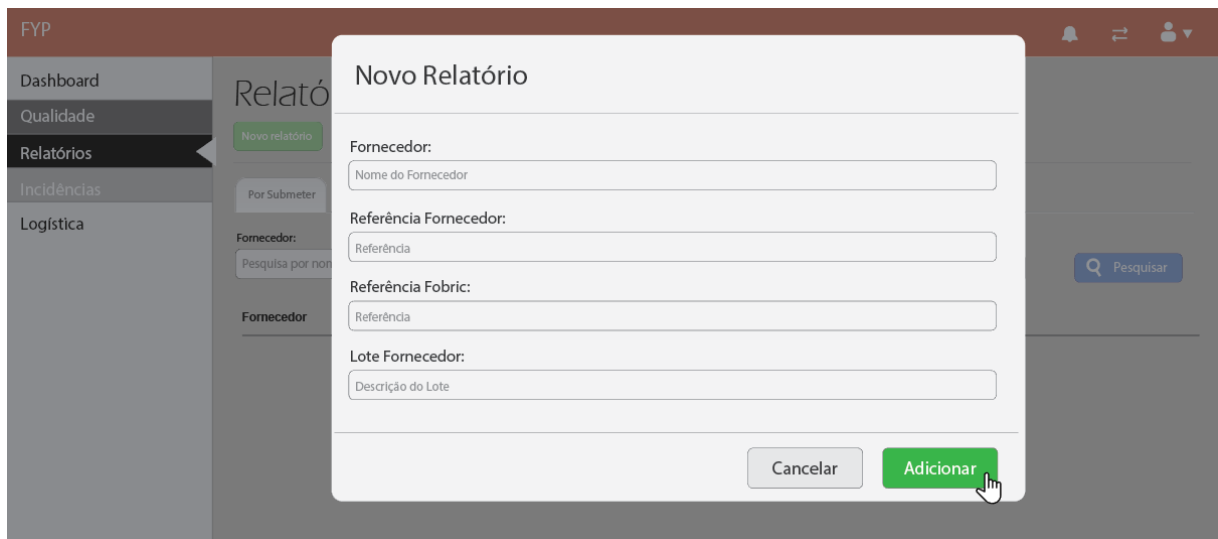 FYP
Dashboard
Qualidade
Relatórios
Incidências
Logística
Relató
Novo relatório
Por Submeter
Fornecedor:
Pesquisa por nom
Pesquisar
Fornecedor
Novo Relatório
Fornecedor:
Nome do Fornecedor
Referência Fornecedor:
Referência
Referência Fobric:
Referência
Lote Fornecedor:
Descrição do Lote
Cancelar
Adicionar